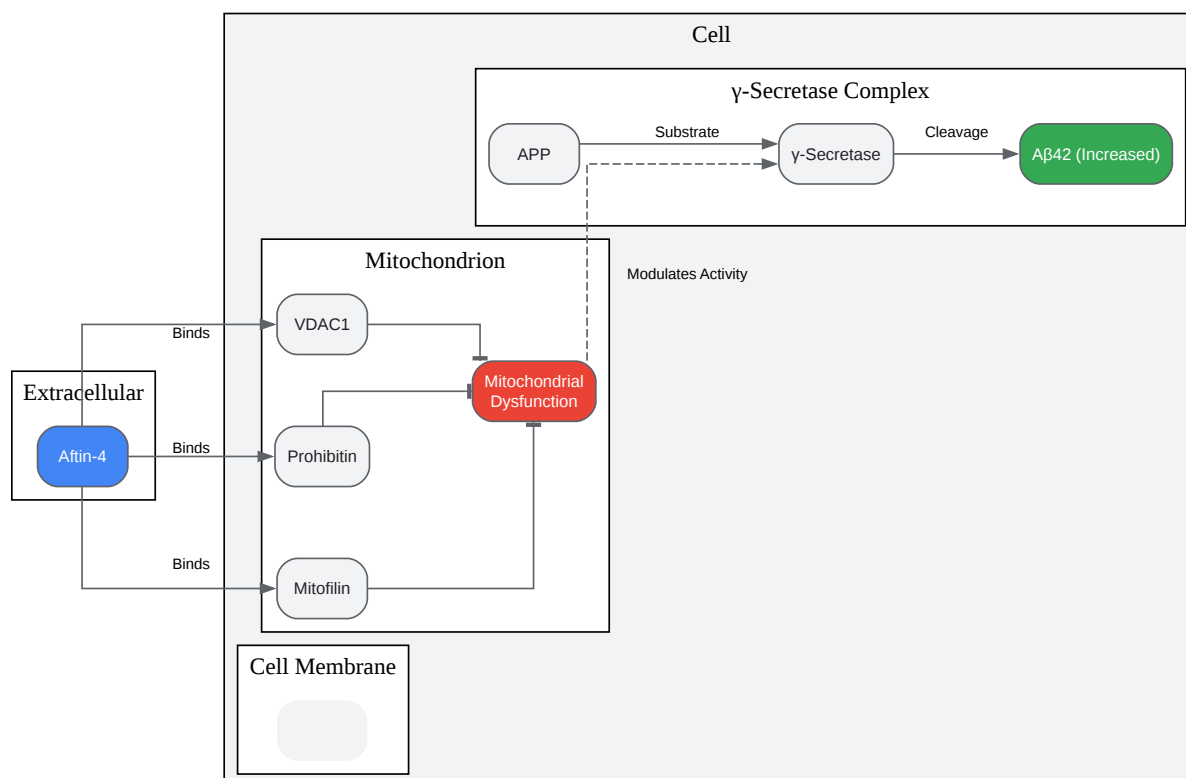 Cell
γ-Secretase Complex
APP
Substrate
γ-Secretase
Cleavage
Aβ42 (Increased)
Mitochondrion
Modulates Activity
VDAC1
Binds
Mitochondrial
Dysfunction
Extracellular
Aftin-4
Binds
Prohibitin
Binds
Mitofilin
Cell Membrane